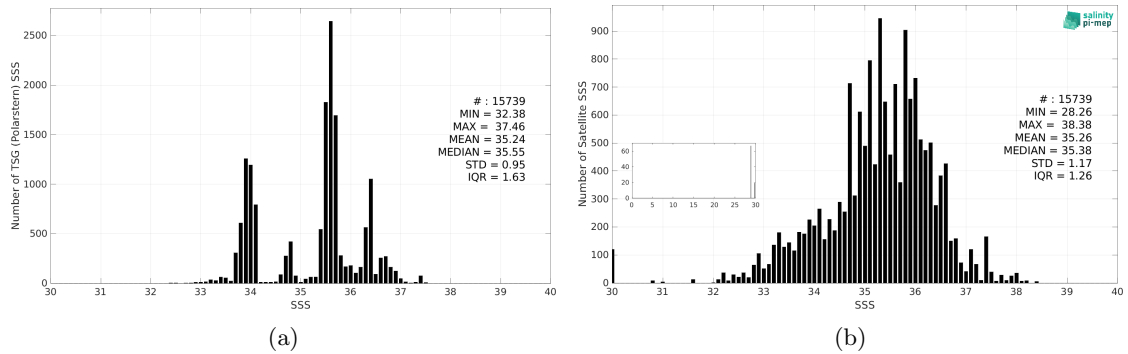 Number of TSG (Polarstern) SSS
2500
2000
1500
1000
500
0
# : 15739
MIN = 32.38
MAX = 37.46
MEAN = 35.24
MEDIAN = 35.55
STD = 0.95
IQR = 1.63
30 31 32 33 34 35 36 37 38 39 40
SSS
(a)
salinity
pi-mep
Number of Satellite SSS
900
800
700
600
500
400
300
200
100
0
# : 15739
MIN = 28.26
MAX = 38.38
MEAN = 35.26
MEDIAN = 35.38
STD = 1.17
IQR = 1.26
60
40
20
0
0 5 10 15 20 25 30
30 31 32 33 34 35 36 37 38 39 40
SSS
(b)